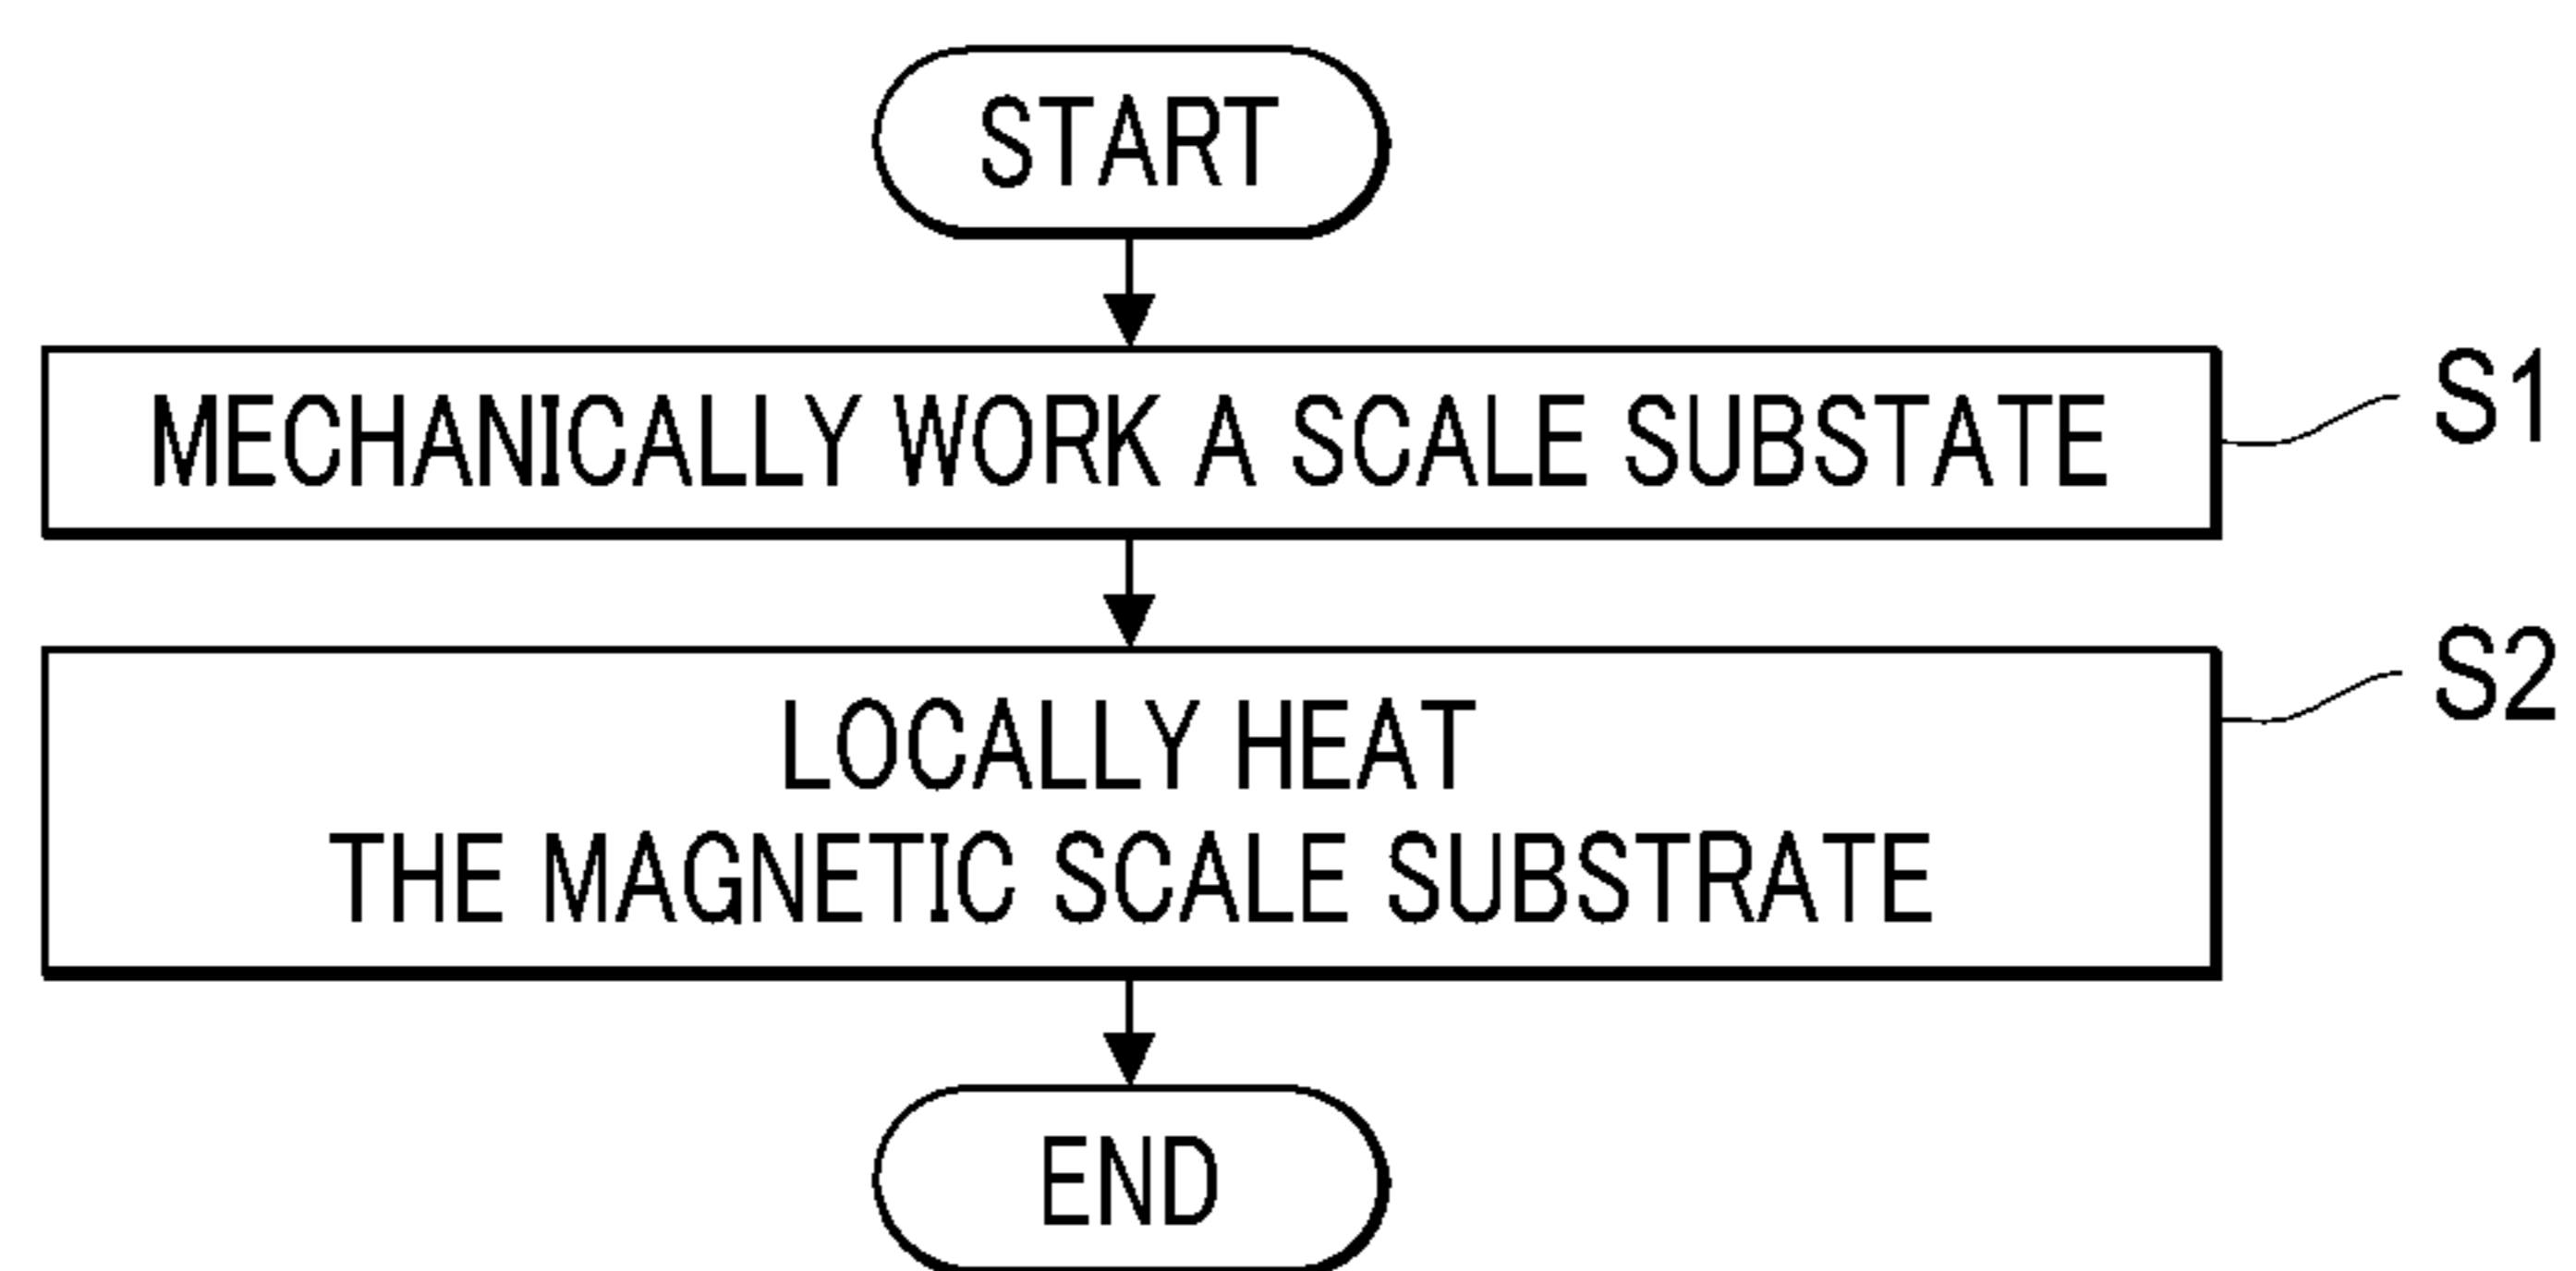 START
MECHANICALLY WORK A SCALE SUBSTATE
S1
LOCALLY HEAT
THE MAGNETIC SCALE SUBSTRATE
S2
END